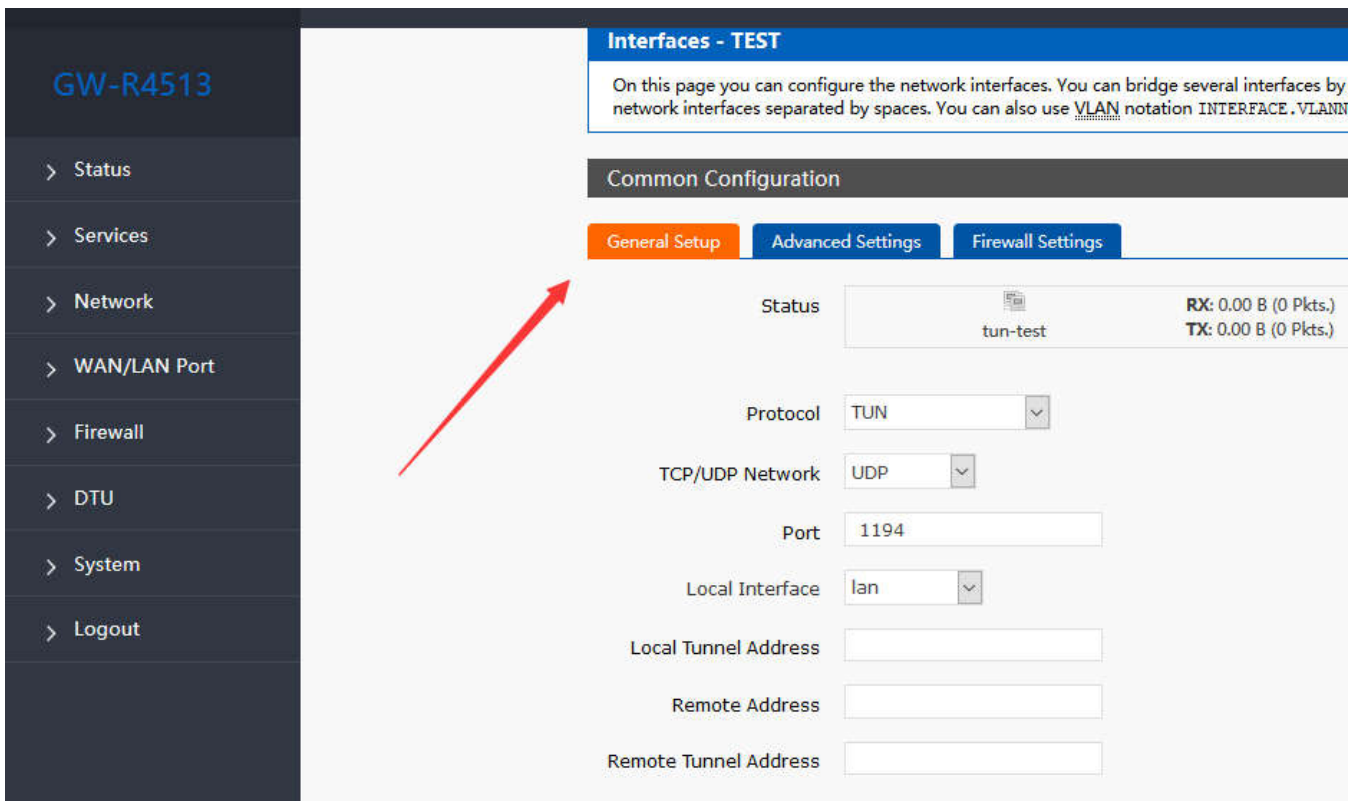 GW-R4513
Status
Services
Network
WAN/LAN Port
Firewall
DTU
System
Logout
Interfaces - TEST
On this page you can configure the network interfaces. You can bridge several interfaces by
network interfaces separated by spaces. You can also use VLAN notation INTERFACE.VLANN
Common Configuration
General Setup Advanced Settings Firewall Settings
Status
tun-test
RX: 0.00 B (0 Pkts.)
TX: 0.00 B (0 Pkts.)
Protocol TUN
TCP/UDP Network UDP
Port 1194
Local Interface lan
Local Tunnel Address
Remote Address
Remote Tunnel Address